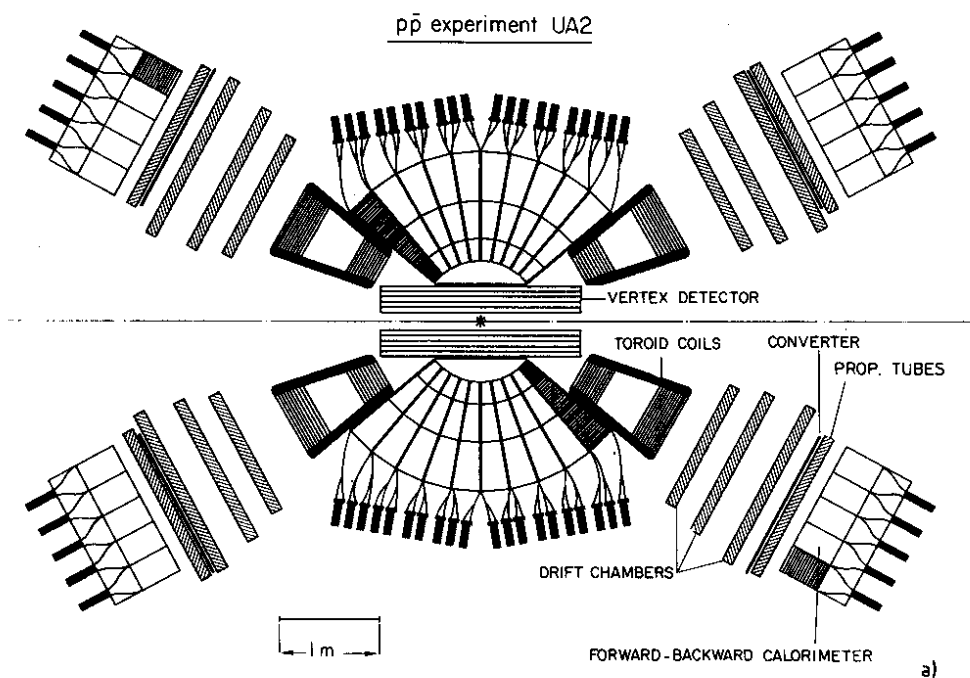 pp̄ experiment UA2
VERTEX DETECTOR
TOROID COILS
CONVERTER
PROP. TUBES
DRIFT CHAMBERS
1 m
FORWARD-BACKWARD CALORIMETER
a)